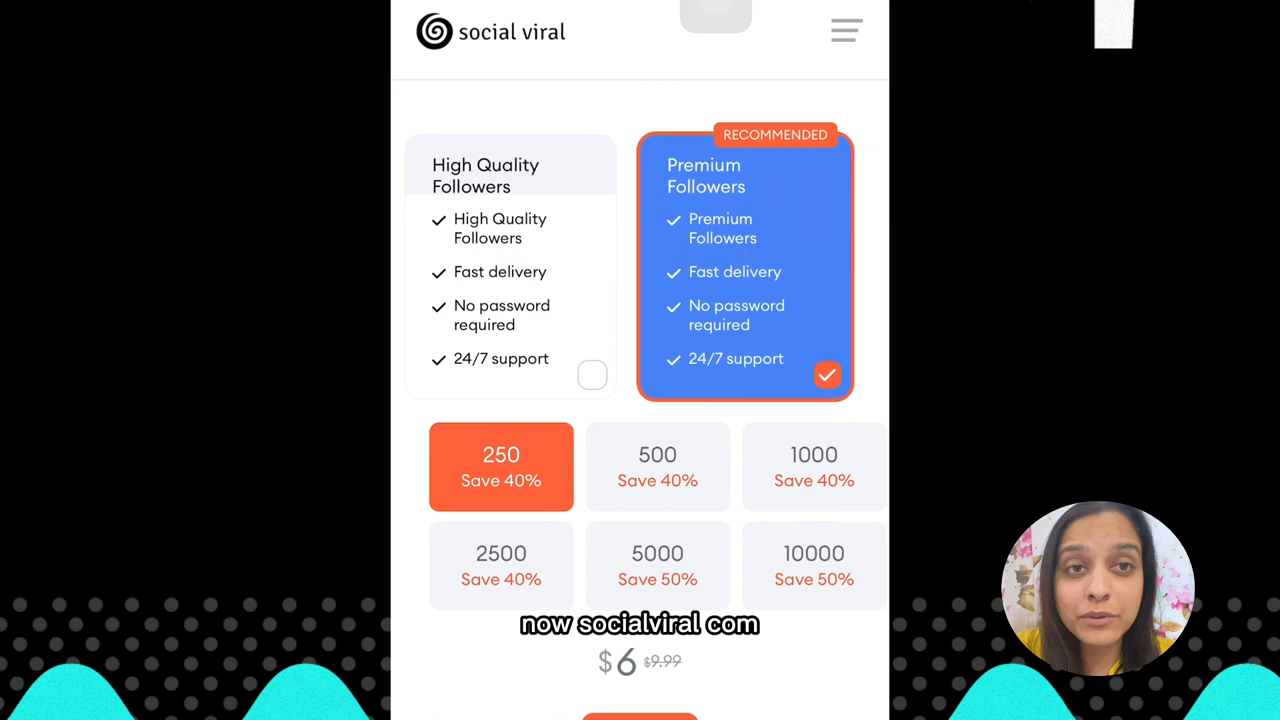 social viral
RECOMMENDED
High Quality
Followers
High Quality
Followers
Fast delivery
No password
required
24/7 support
Premium
Followers
Premium
Followers
Fast delivery
No password
required
24/7 support
250
Save 40%
500
Save 40%
1000
Save 40%
2500
Save 40%
5000
Save 50%
10000
Save 50%
now socialviral com
$6 $9.99